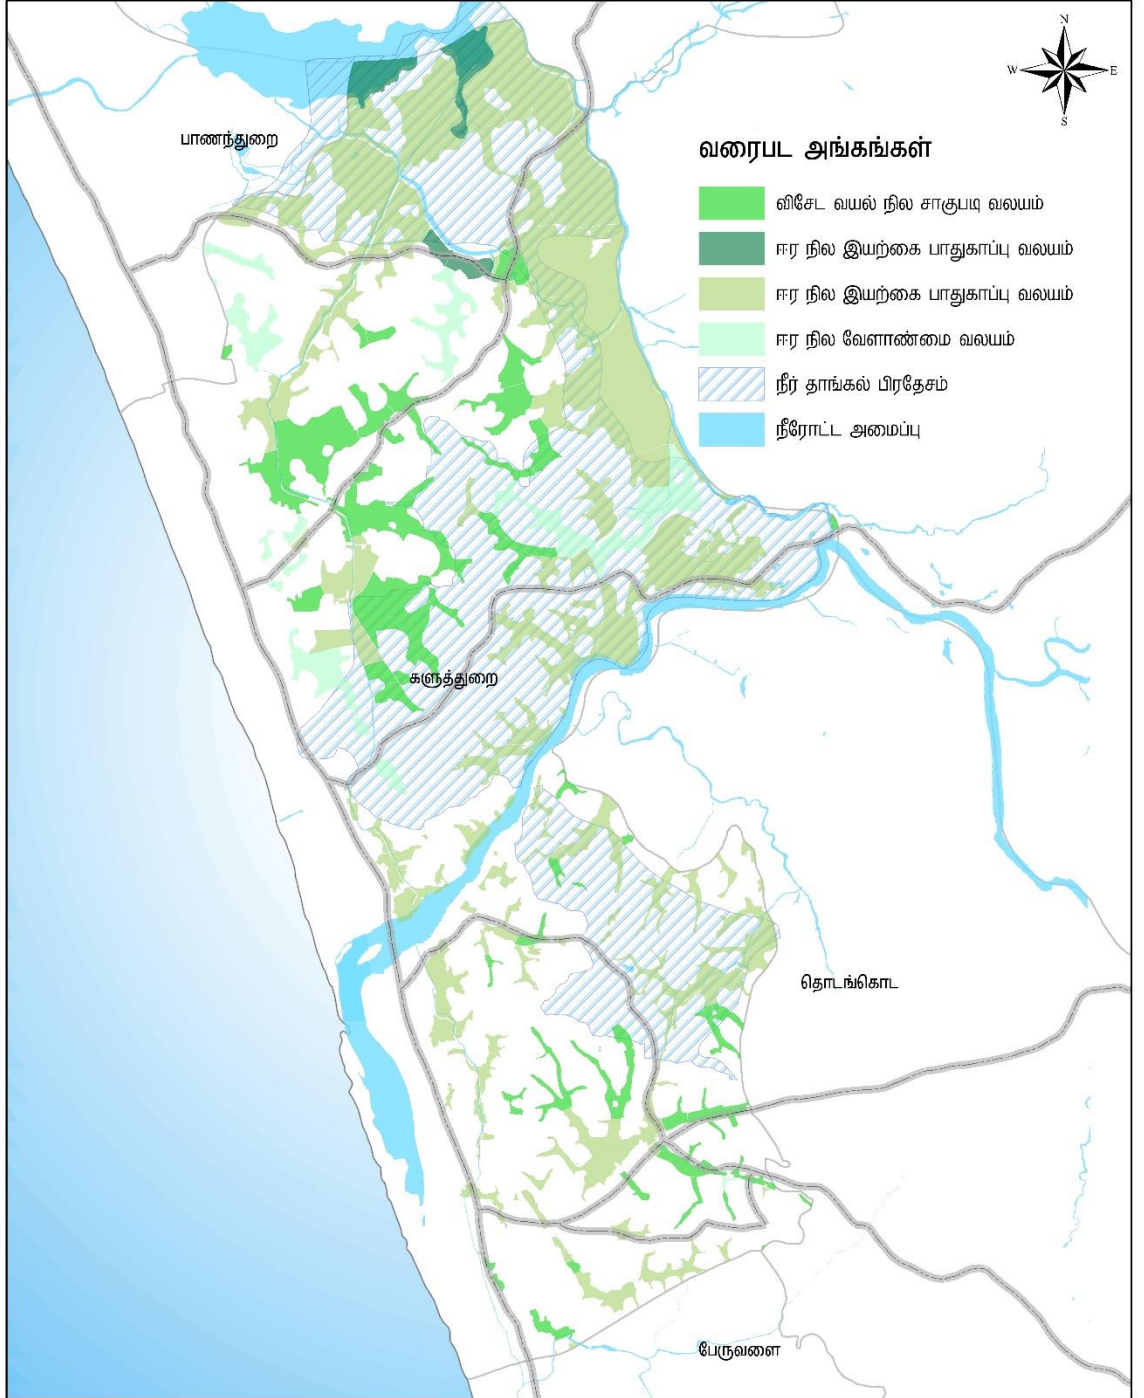 N
W
E
S
பாணந்துறை
வரைபட அங்கங்கள்
விசேட வயல் நில சாகுபடி வலயம்
ஈர நில இயற்கை பாதுகாப்பு வலயம்
ஈர நில இயற்கை பாதுகாப்பு வலயம்
ஈர நில வேளாண்மை வலயம்
நீர் தாங்கல் பிரதேசம்
நீரோட்ட அமைப்பு
களுத்துறை
தொடங்கொட
பேருவளை